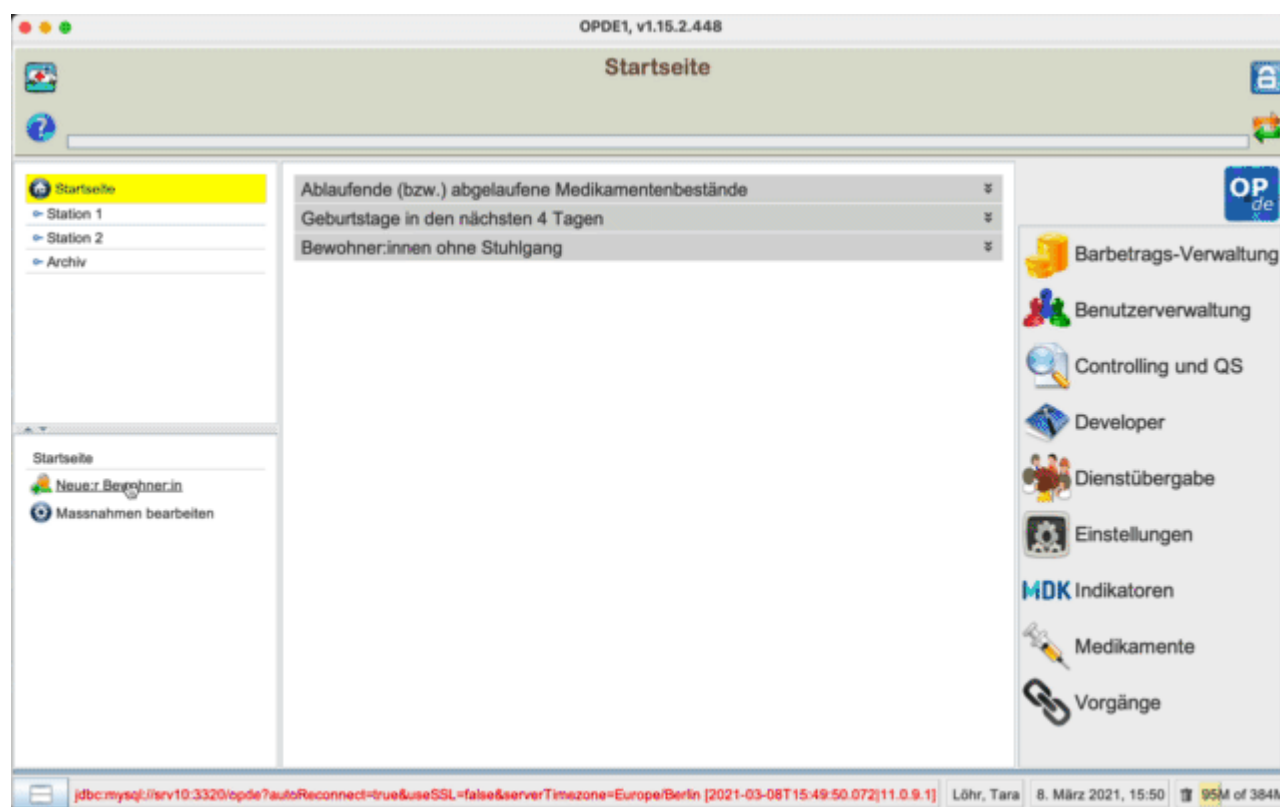 OPDE1, v1.15.2.448
Startseite
Startseite
Station 1
Station 2
Archiv
Ablaufende (bzw.) abgelaufene Medikamentenbestände
Geburtstage in den nächsten 4 Tagen
Bewohner:innen ohne Stuhlgang
Startseite
Neue:r Bewohner:in
Massnahmen bearbeiten
OP
de
Barbetrags-Verwaltung
Benutzerverwaltung
Controlling und QS
Developer
Dienstübergabe
Einstellungen
MDK Indikatoren
Medikamente
Vorgänge
jdbc:mysql://srv10:3320/opde?autoReconnect=true&useSSL=false&serverTimezone=Europe/Berlin [2021-03-08T15:49:50.072|11.0.9.1]
Löhr, Tara
8. März 2021, 15:50
95M of 384M